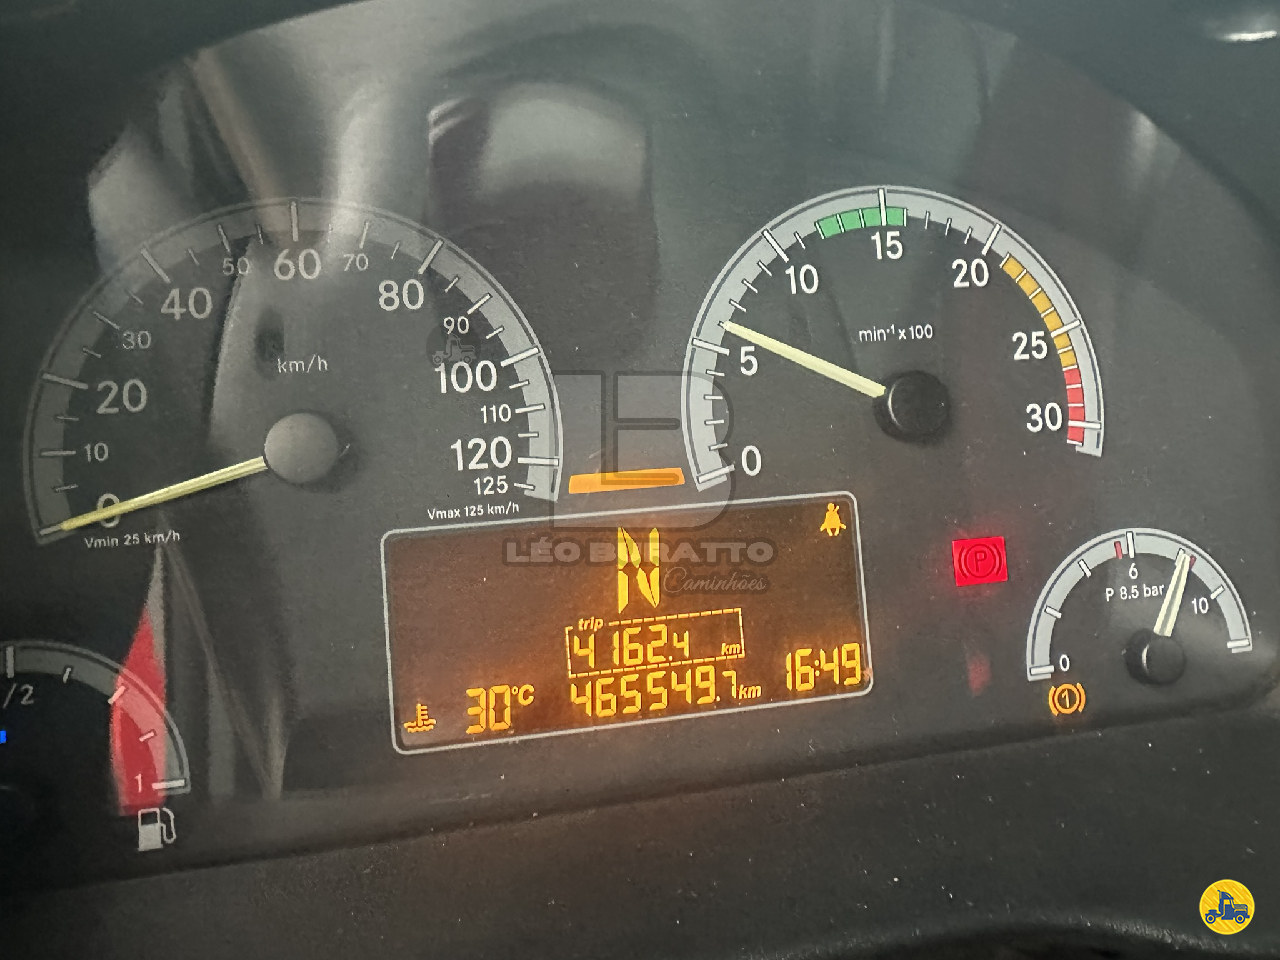 0
10
20
30
40
50
60
70
80
90
100
110
120
125
km/h
Vmin 25 km/h
Vmax 125 km/h
0
5
10
15
20
25
30
min⁻¹ x 100
LÉO BURATTO
Caminhões
N
trip
4162.4 km
30°C
465549.7 km
16:49
P
0
6
10
P 8.5 bar
1
/2
1